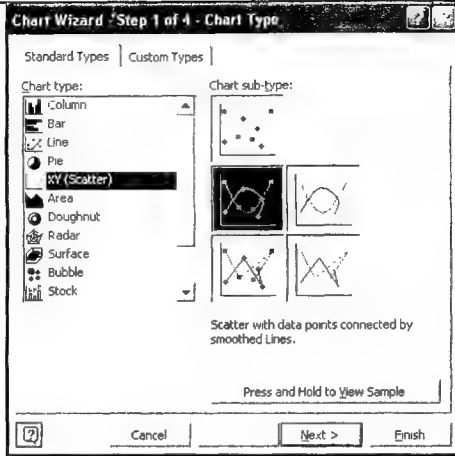 Chart Wizard - Step 1 of 4 - Chart Type
Standard Types
Custom Types
Chart type:
Column
Bar
Line
Pie
XY (Scatter)
Area
Doughnut
Radar
Surface
Bubble
Stock
Chart sub-type:
Scatter with data points connected by
smoothed Lines.
Press and Hold to View Sample
Cancel
Next >
Finish